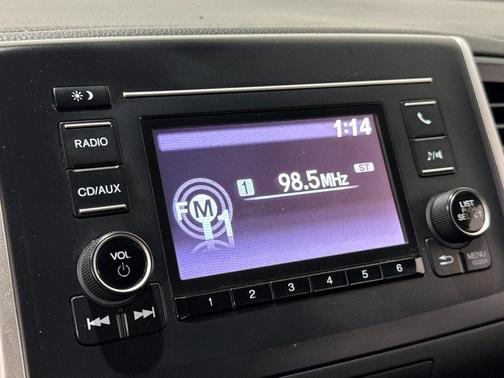 1:14
RADIO
ST
1 98.5MHz
CD/AUX
FM1
LIST
PUSH
SELECT
VOL
MENU
CLOCK
1 2 3 4 5 6